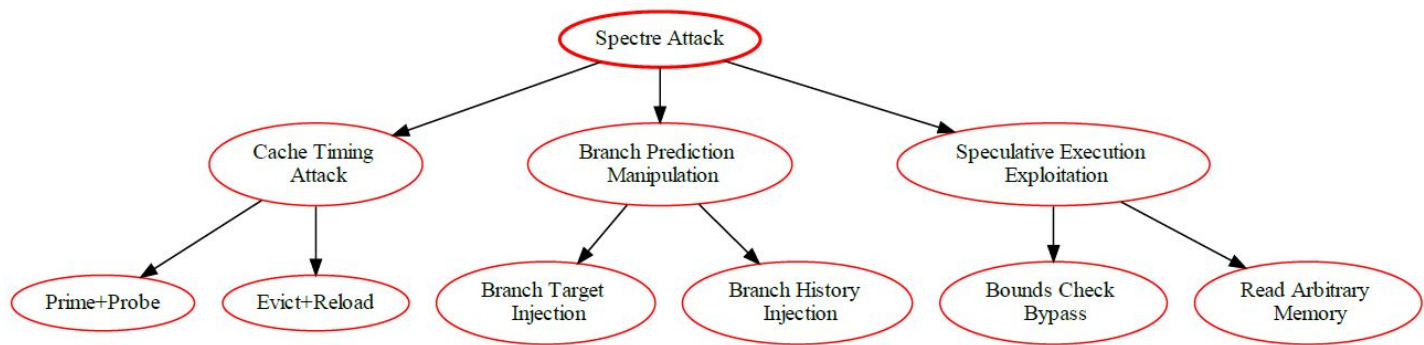 Spectre Attack
Cache Timing
Attack
Branch Prediction
Manipulation
Speculative Execution
Exploitation
Prime+Probe
Evict+Reload
Branch Target
Injection
Branch History
Injection
Bounds Check
Bypass
Read Arbitrary
Memory